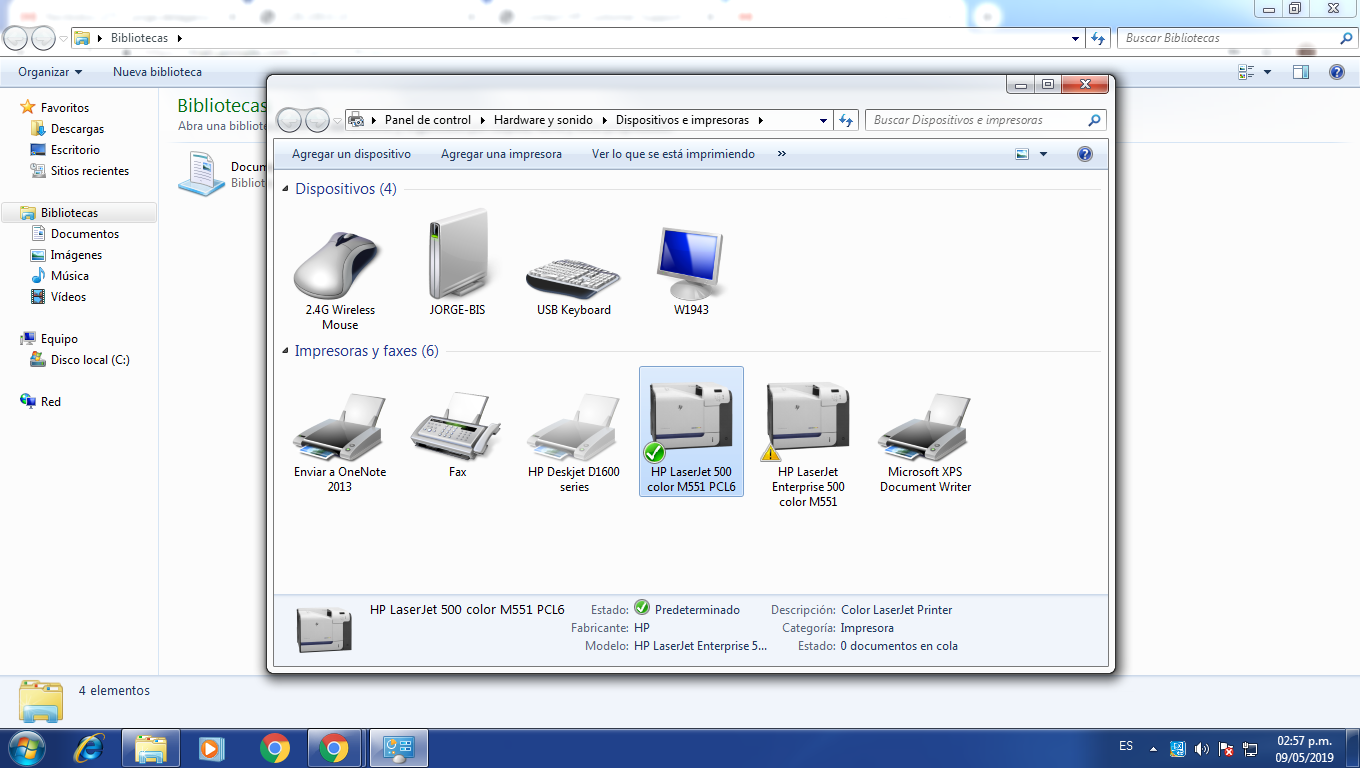 Bibliotecas
Buscar Bibliotecas
Organizar
Nueva biblioteca
Favoritos
Descargas
Escritorio
Sitios recientes
Bibliotecas
Documentos
Imágenes
Música
Vídeos
Equipo
Disco local (C:)
Red
Bibliotecas
Abra una bibliote
Docum
Bibliot
Panel de control
Hardware y sonido
Dispositivos e impresoras
Buscar Dispositivos e impresoras
Agregar un dispositivo
Agregar una impresora
Ver lo que se está imprimiendo
»
Dispositivos (4)
2.4G Wireless
Mouse
JORGE-BIS
USB Keyboard
W1943
Impresoras y faxes (6)
Enviar a OneNote
2013
Fax
HP Deskjet D1600
series
HP LaserJet 500
color M551 PCL6
HP LaserJet
Enterprise 500
color M551
Microsoft XPS
Document Writer
HP LaserJet 500 color M551 PCL6
Estado: Predeterminado
Fabricante: HP
Modelo: HP LaserJet Enterprise 5...
Descripción: Color LaserJet Printer
Categoría: Impresora
Estado: 0 documentos en cola
4 elementos
ES
02:57 p.m.
09/05/2019